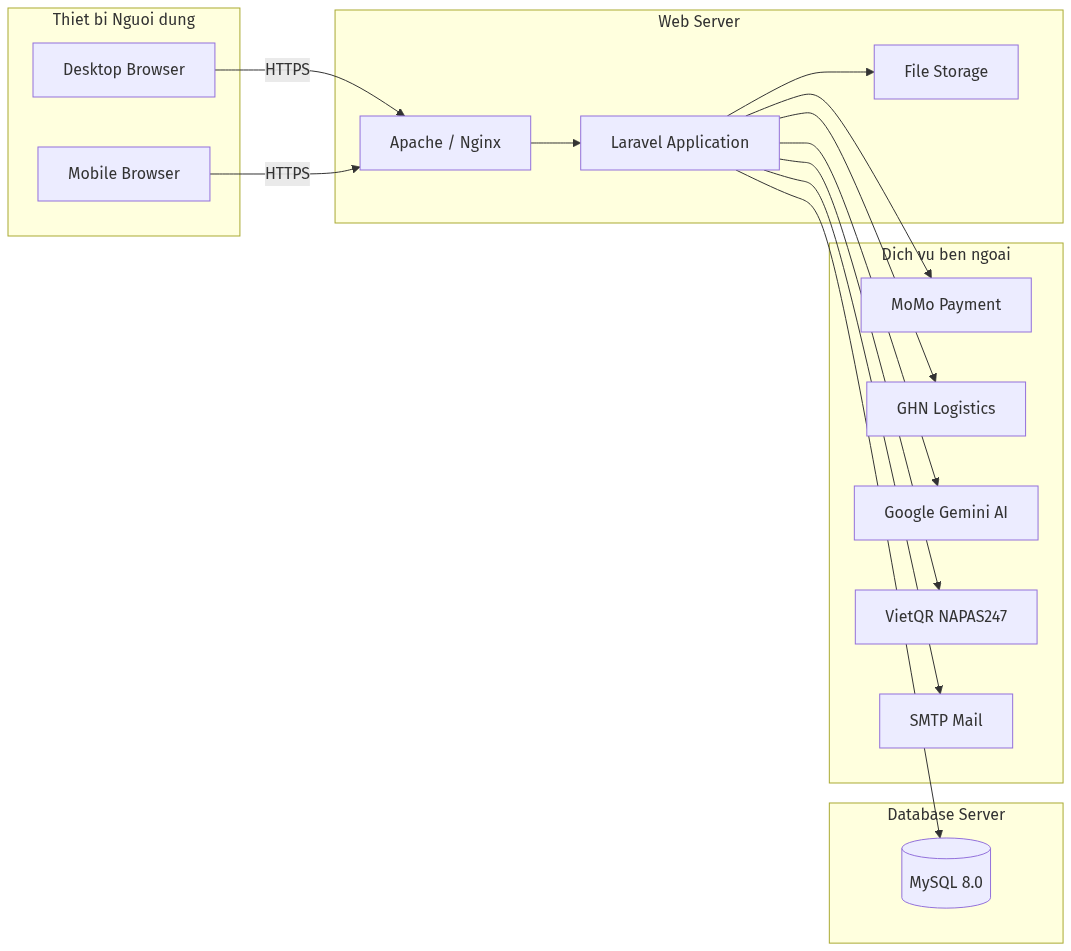 Thiet bi Nguoi dung
Desktop Browser
HTTPS
Mobile Browser
HTTPS
Web Server
File Storage
Apache / Nginx
Laravel Application
Dich vu ben ngoai
MoMo Payment
GHN Logistics
Google Gemini AI
VietQR NAPAS247
SMTP Mail
Database Server
MySQL 8.0